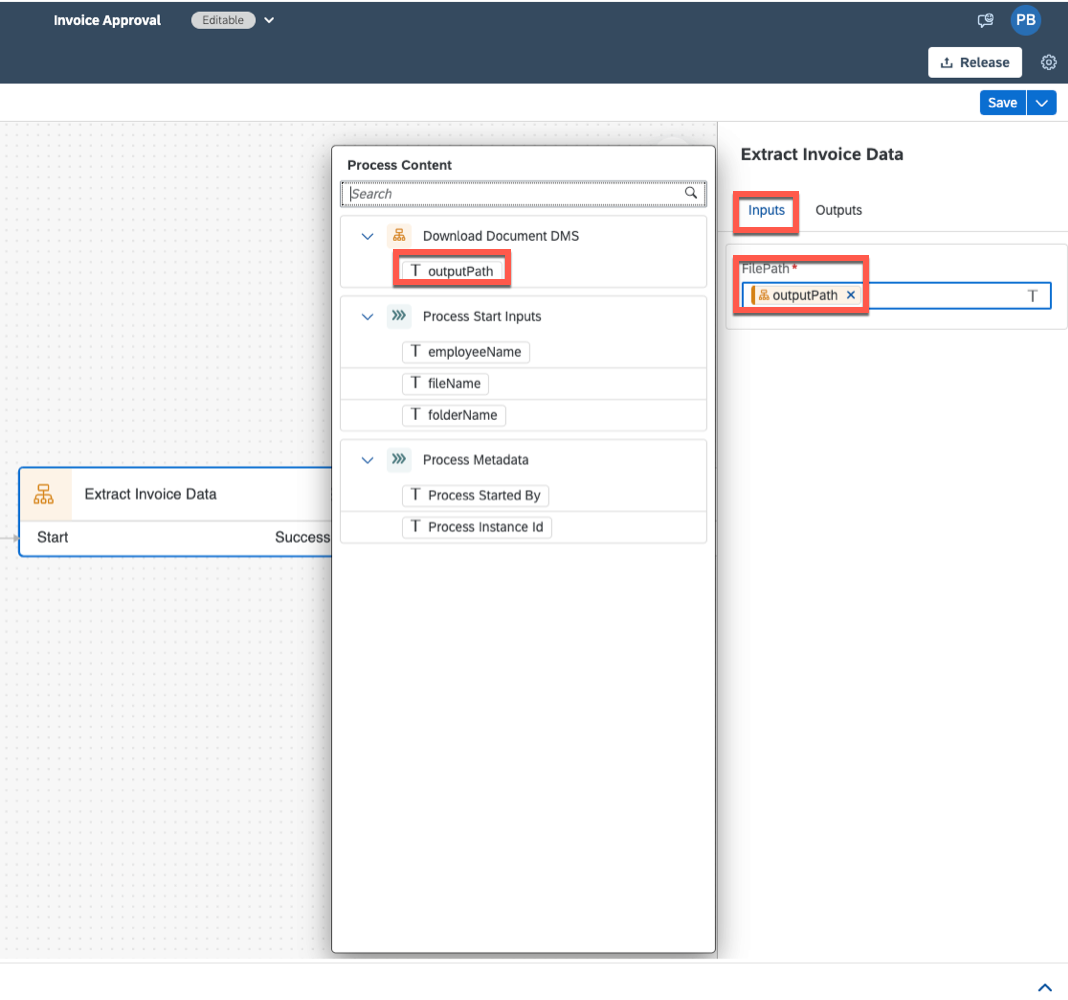 Invoice Approval Editable PB
Release
Save
Process Content
Search
Download Document DMS
T outputPath
Process Start Inputs
T employeeName
T fileName
T folderName
Process Metadata
T Process Started By
T Process Instance Id
Extract Invoice Data
Start Success
Extract Invoice Data
Inputs Outputs
FilePath*
outputPath × T